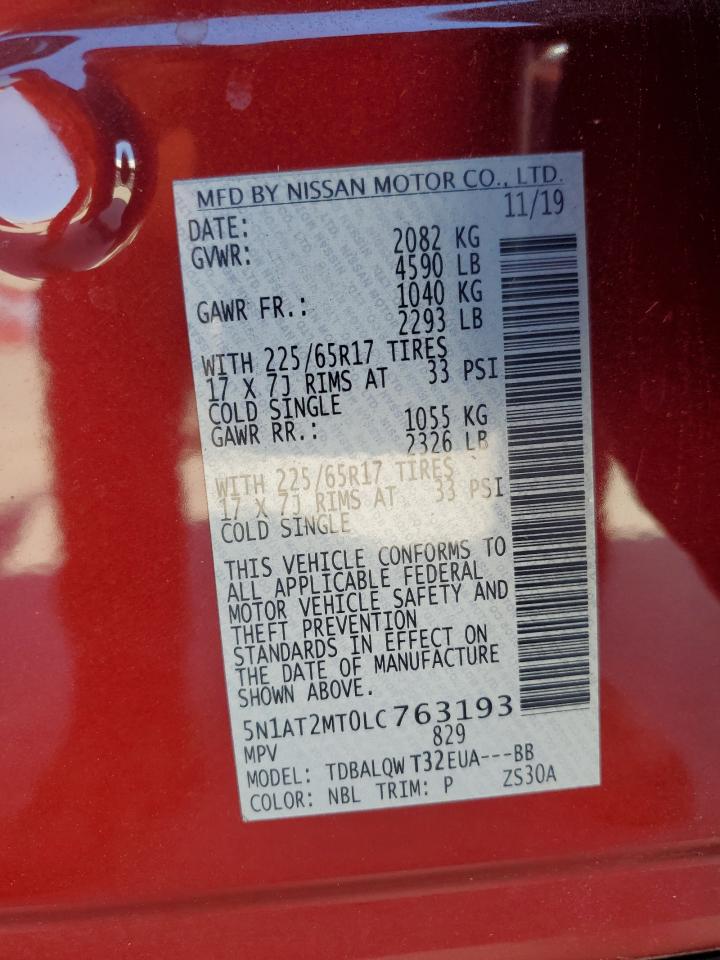 MFD BY NISSAN MOTOR CO., LTD.
DATE: 11/19
GVWR: 2082 KG
4590 LB
GAWR FR.: 1040 KG
2293 LB
WITH 225/65R17 TIRES
17 X 7J RIMS AT 33 PSI
COLD SINGLE
GAWR RR.: 1055 KG
2326 LB
WITH 225/65R17 TIRES
17 X 7J RIMS AT 33 PSI
COLD SINGLE
THIS VEHICLE CONFORMS TO
ALL APPLICABLE FEDERAL
MOTOR VEHICLE SAFETY AND
THEFT PREVENTION
STANDARDS IN EFFECT ON
THE DATE OF MANUFACTURE
SHOWN ABOVE.
5N1AT2MT0LC763193
MPV 829
MODEL: TDBALQW T32EUA---BB
COLOR: NBL TRIM: P ZS30A